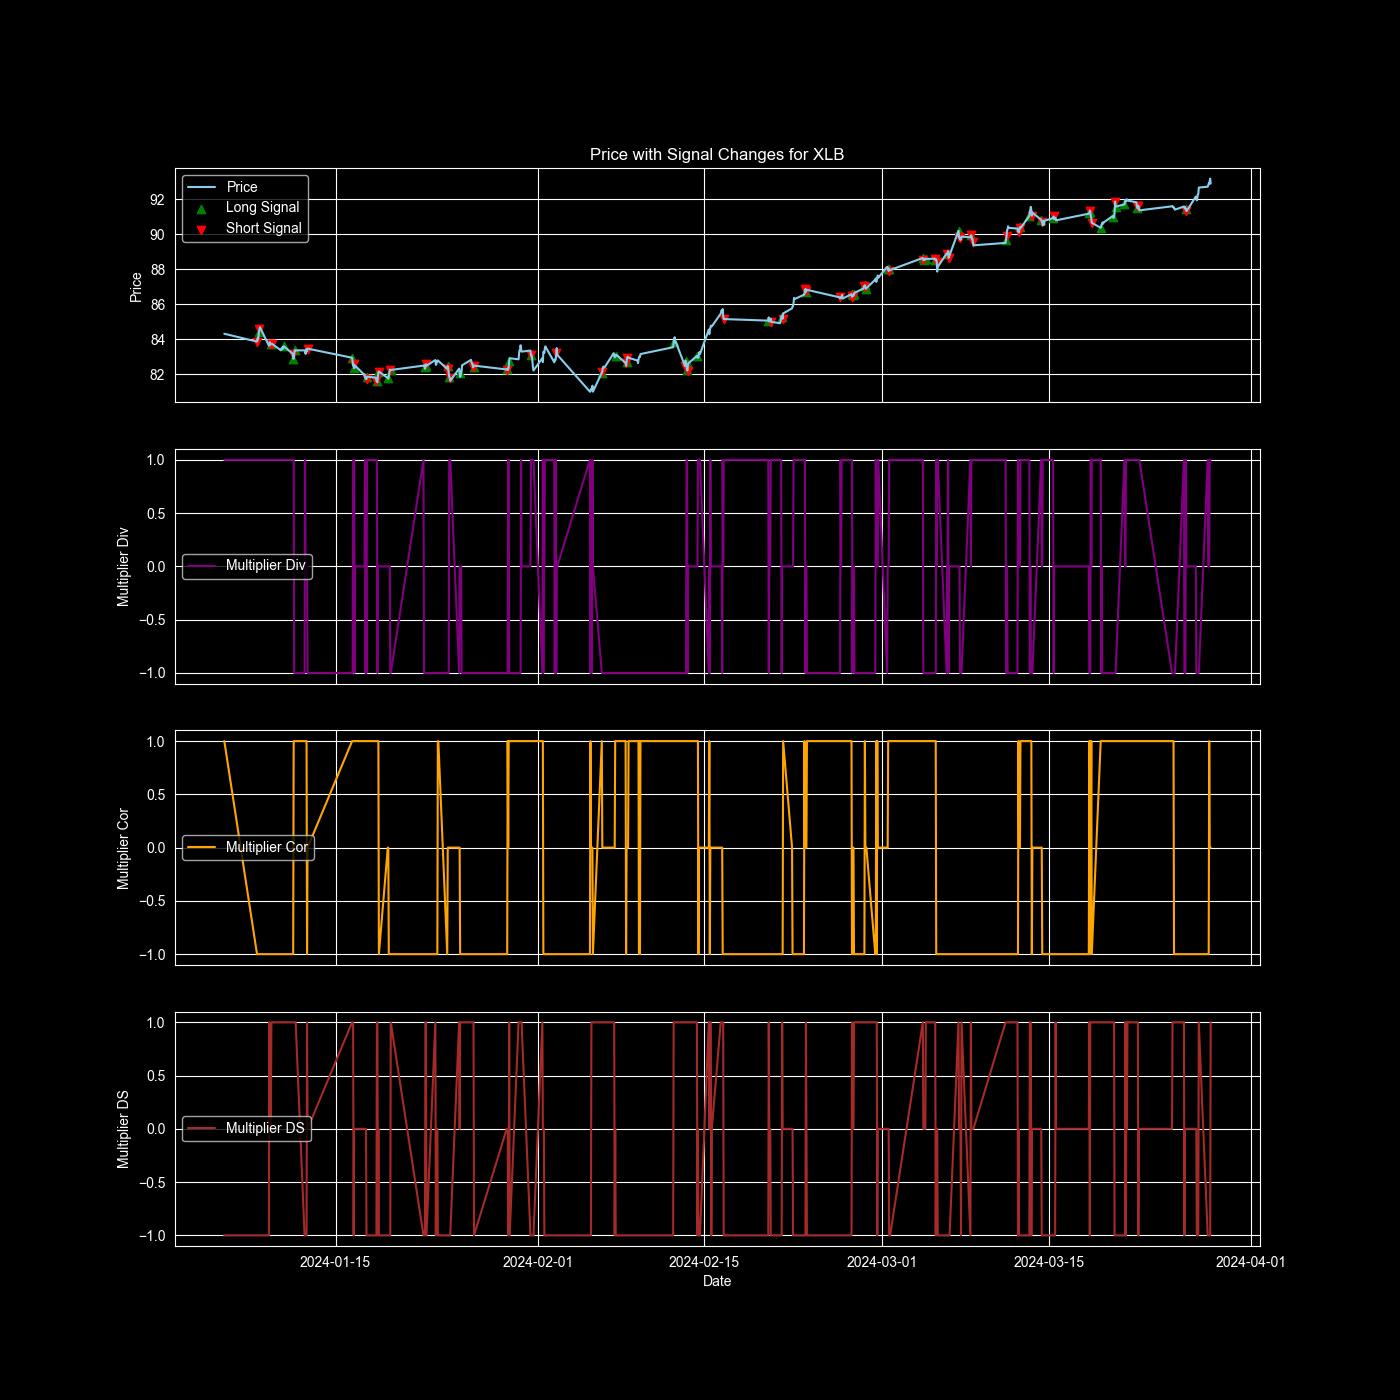 Price with Signal Changes for XLB
Price
Long Signal
Short Signal
92
90
88
86
84
82
Price
1.0
0.5
0.0
−0.5
−1.0
Multiplier Div
Multiplier Div
1.0
0.5
0.0
−0.5
−1.0
Multiplier Cor
Multiplier Cor
1.0
0.5
0.0
−0.5
−1.0
Multiplier DS
Multiplier DS
2024-01-15 2024-02-01 2024-02-15 2024-03-01 2024-03-15 2024-04-01
Date